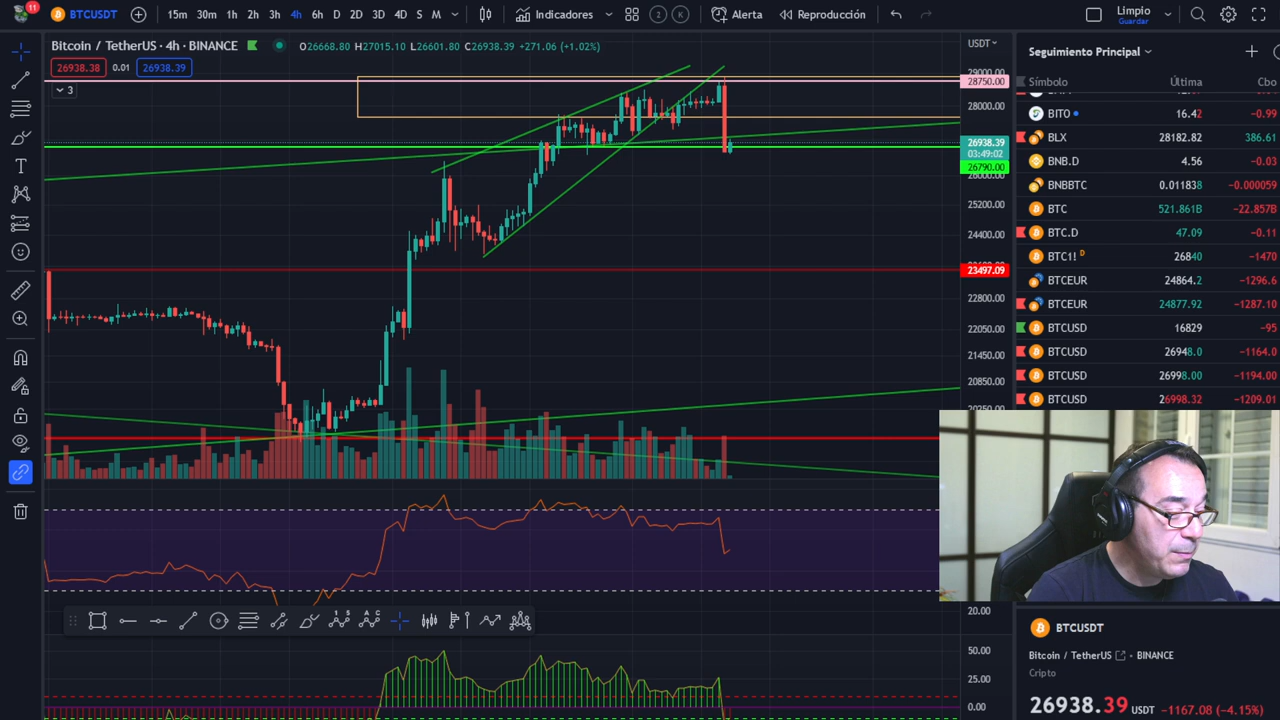 11 BTCUSDT 15m 30m 1h 2h 3h 4h 6h D 2D 3D 4D S M Indicadores 2 K Alerta Reproducción Limpio
Guardar
Bitcoin / TetherUS · 4h · BINANCE O26668.80 H27015.10 L26601.80 C26938.39 +271.06 (+1.02%)
26938.38 0.01 26938.39
3
USDT
29000.00
28750.00
28000.00
26938.39
03:49:02
26790.00
26000.00
25200.00
24400.00
23497.09
22800.00
22050.00
21450.00
20850.00
20250.00
20.00
50.00
25.00
0.00
1 S
A C
Seguimiento Principal
Símbolo Última Cbo
BITO 16.42 -0.99
BLX 28182.82 386.61
BNB.D 4.56 -0.03
BNBBTC 0.011838 -0.000059
BTC 521.861B -22.857B
BTC.D 47.09 -0.11
BTC1! D 26840 -1470
BTCEUR 24864.2 -1296.6
BTCEUR 24877.92 -1287.10
BTCUSD 16829 -95
BTCUSD 26948.0 -1164.0
BTCUSD 26998.00 -1194.00
BTCUSD 26998.32 -1209.01
BTCUSDT
Bitcoin / TetherUS • BINANCE
Cripto
26938.39 USDT -1167.08 (-4.15%)